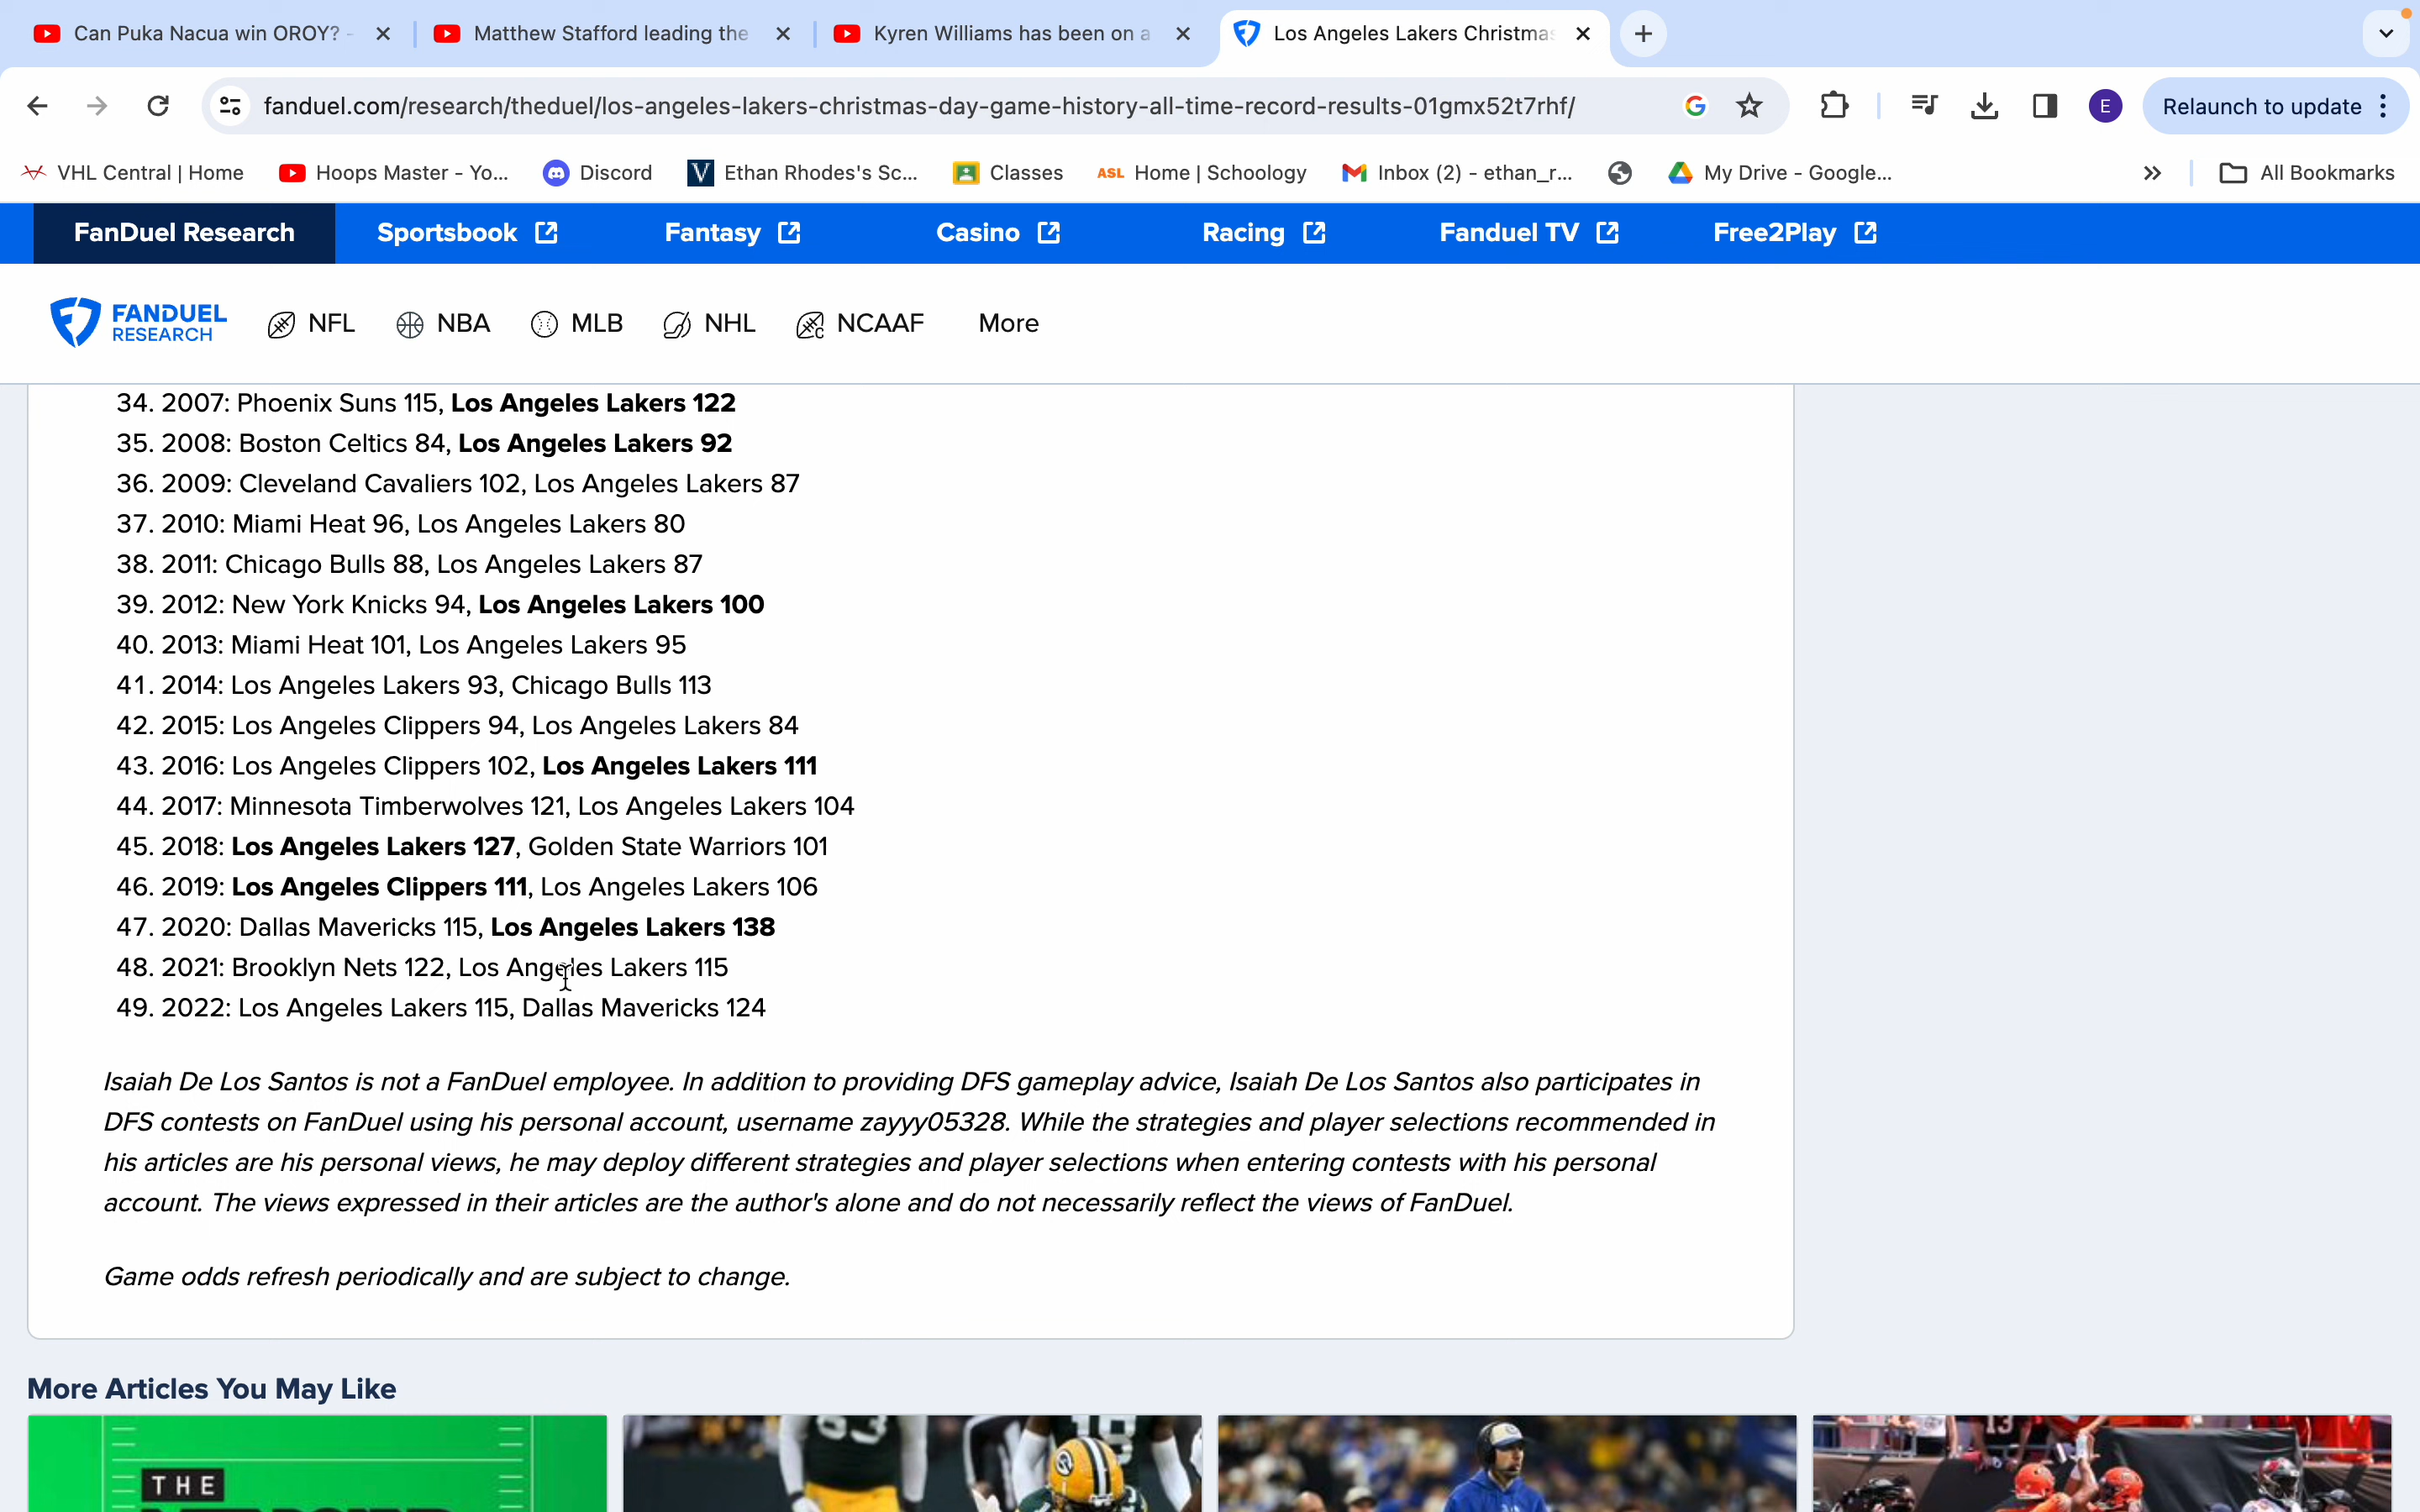 Can Puka Nacua win OROY? -
Matthew Stafford leading the
Kyren Williams has been on a
Los Angeles Lakers Christmas
fanduel.com/research/theduel/los-angeles-lakers-christmas-day-game-history-all-time-record-results-01gmx52t7rhf/
E
Relaunch to update
VHL Central | Home
Hoops Master - Yo...
Discord
V
Ethan Rhodes's Sc...
Classes
ASL Home | Schoology
Inbox (2) - ethan_r...
My Drive - Google...
All Bookmarks
FanDuel Research
Sportsbook
Fantasy
Casino
Racing
Fanduel TV
Free2Play
FANDUEL
RESEARCH
NFL
NBA
MLB
NHL
NCAAF
More
34. 2007: Phoenix Suns 115, Los Angeles Lakers 122
35. 2008: Boston Celtics 84, Los Angeles Lakers 92
36. 2009: Cleveland Cavaliers 102, Los Angeles Lakers 87
37. 2010: Miami Heat 96, Los Angeles Lakers 80
38. 2011: Chicago Bulls 88, Los Angeles Lakers 87
39. 2012: New York Knicks 94, Los Angeles Lakers 100
40. 2013: Miami Heat 101, Los Angeles Lakers 95
41. 2014: Los Angeles Lakers 93, Chicago Bulls 113
42. 2015: Los Angeles Clippers 94, Los Angeles Lakers 84
43. 2016: Los Angeles Clippers 102, Los Angeles Lakers 111
44. 2017: Minnesota Timberwolves 121, Los Angeles Lakers 104
45. 2018: Los Angeles Lakers 127, Golden State Warriors 101
46. 2019: Los Angeles Clippers 111, Los Angeles Lakers 106
47. 2020: Dallas Mavericks 115, Los Angeles Lakers 138
48. 2021: Brooklyn Nets 122, Los Angeles Lakers 115
49. 2022: Los Angeles Lakers 115, Dallas Mavericks 124
Isaiah De Los Santos is not a FanDuel employee. In addition to providing DFS gameplay advice, Isaiah De Los Santos also participates in
DFS contests on FanDuel using his personal account, username zayyy05328. While the strategies and player selections recommended in
his articles are his personal views, he may deploy different strategies and player selections when entering contests with his personal
account. The views expressed in their articles are the author's alone and do not necessarily reflect the views of FanDuel.
Game odds refresh periodically and are subject to change.
More Articles You May Like
THE